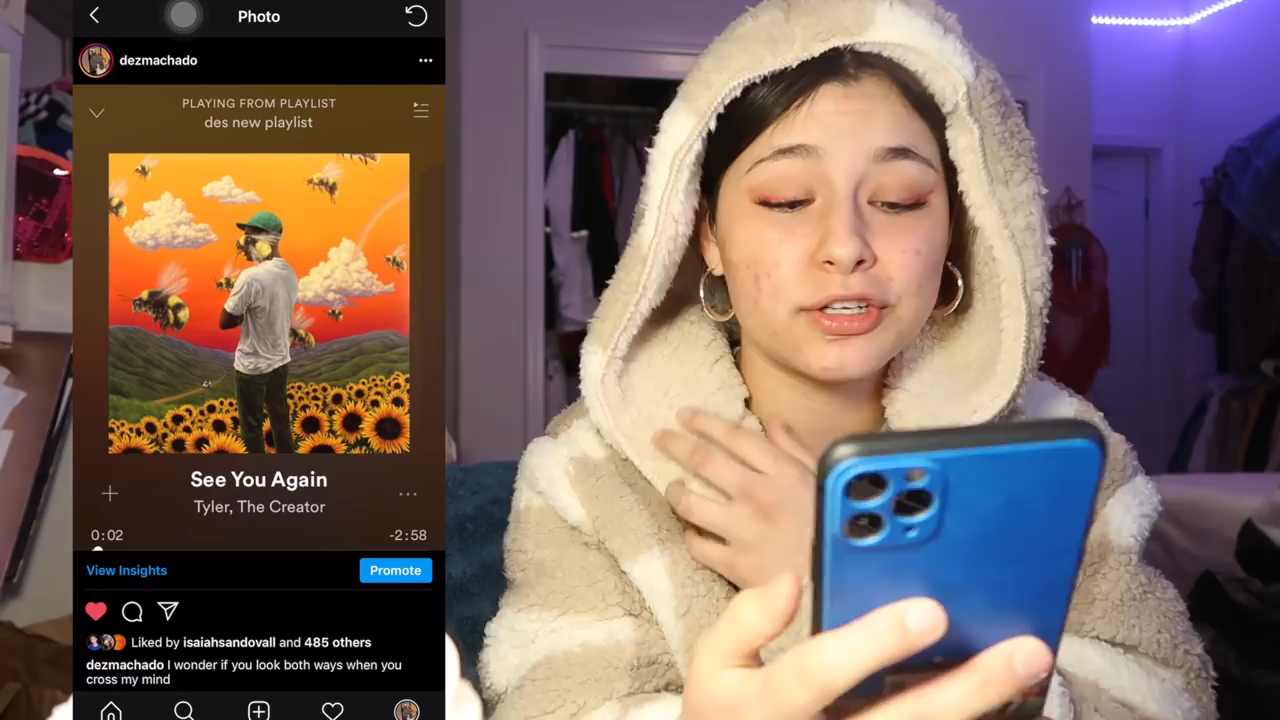 Photo
dezmachado
PLAYING FROM PLAYLIST
des new playlist
See You Again
Tyler, The Creator
0:02
-2:58
View Insights
Promote
Liked by isaiahsandovall and 485 others
dezmachado I wonder if you look both ways when you
cross my mind